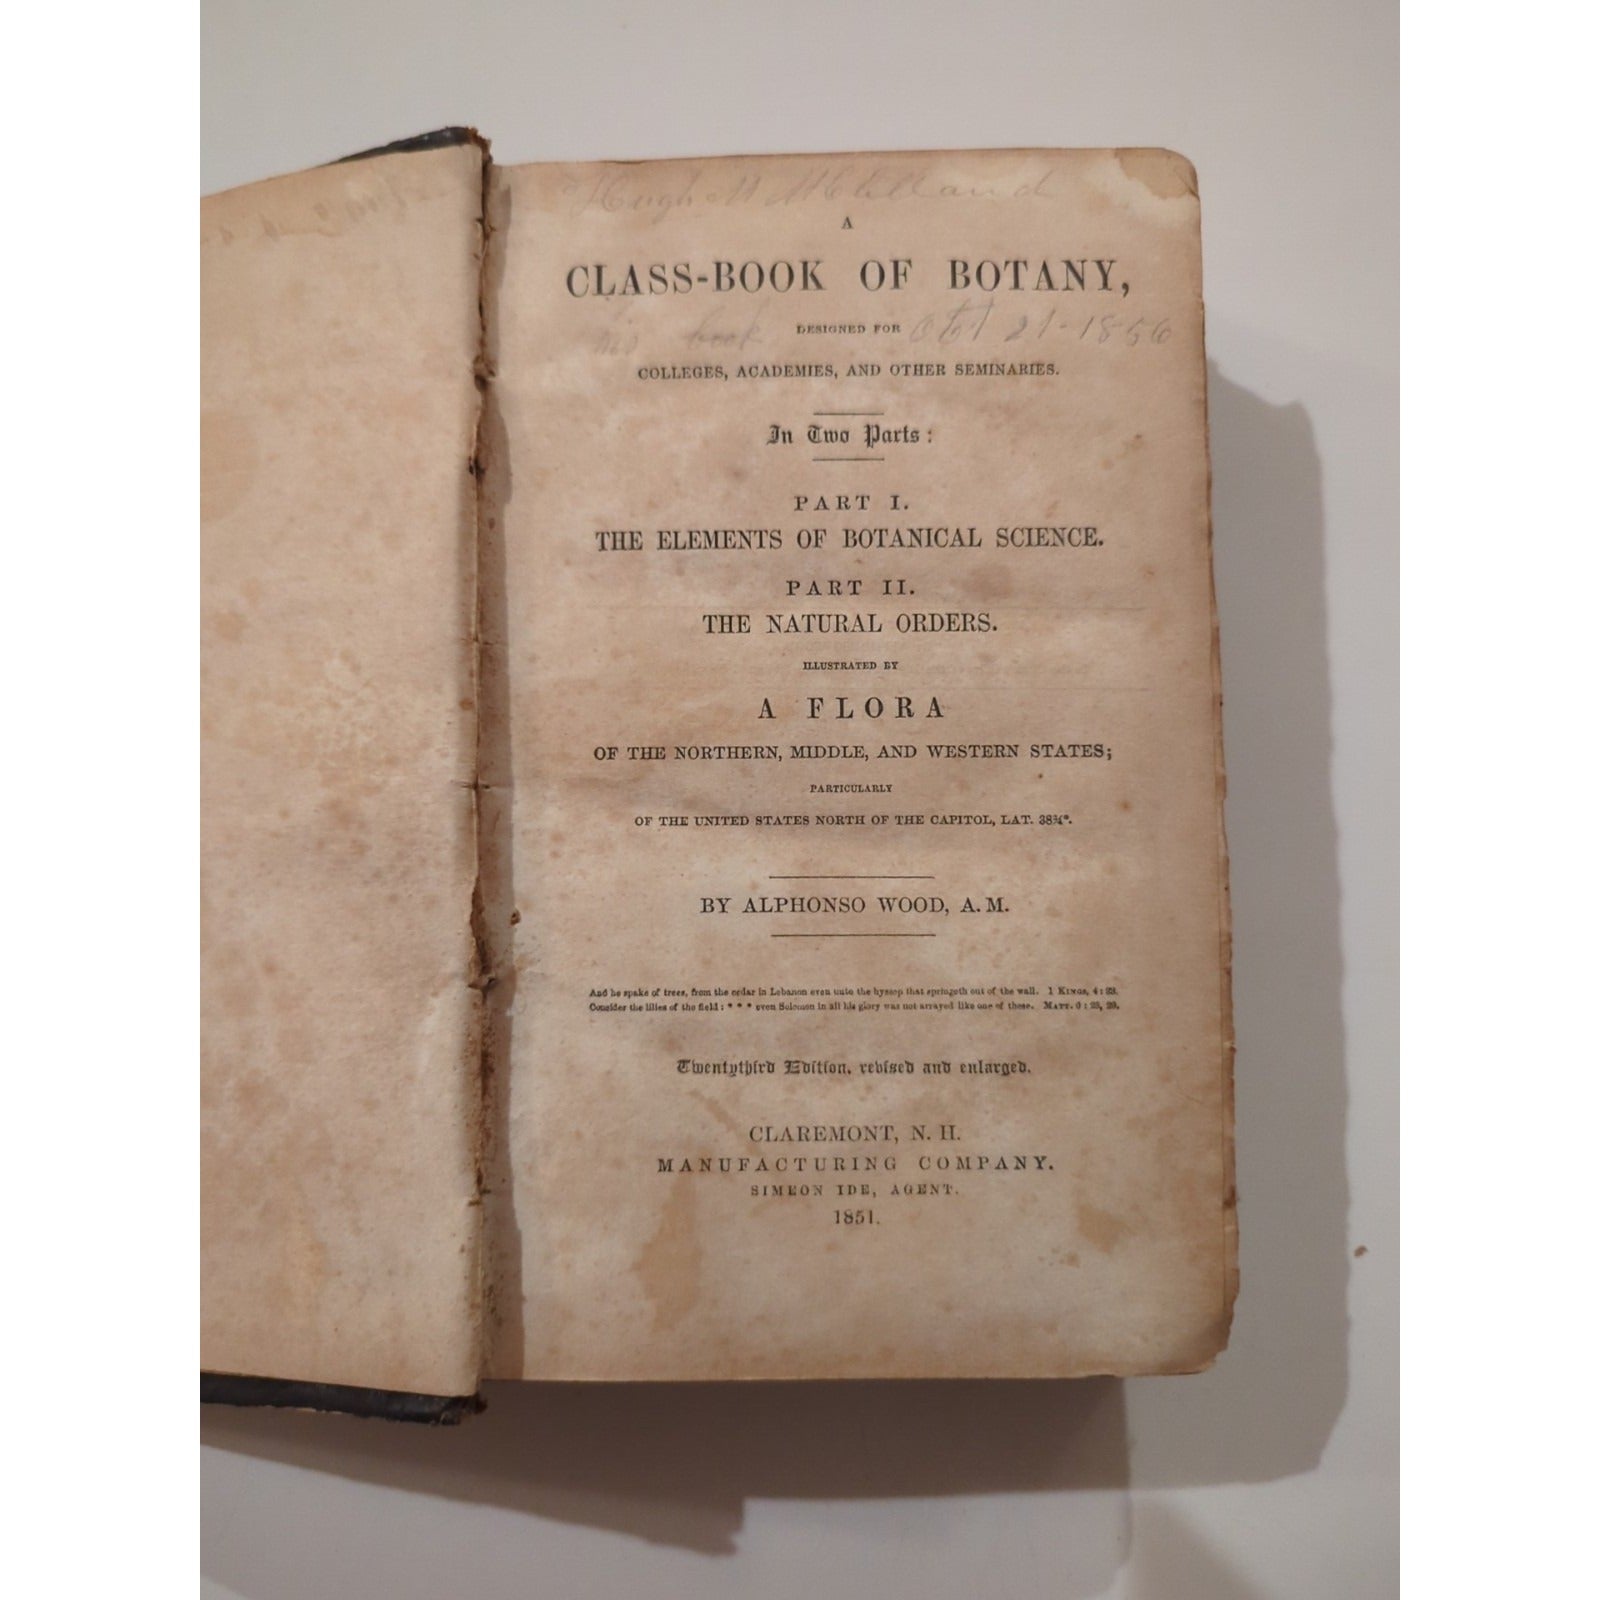 Hugh M McClelland
A
CLASS-BOOK OF BOTANY,
his book
DESIGNED FOR
21-1856
COLLEGES, ACADEMIES, AND OTHER SEMINARIES.
In Two Parts:
PART I.
THE ELEMENTS OF BOTANICAL SCIENCE.
PART II.
THE NATURAL ORDERS.
ILLUSTRATED BY
A FLORA
OF THE NORTHERN, MIDDLE, AND WESTERN STATES;
PARTICULARLY
OF THE UNITED STATES NORTH OF THE CAPITOL, LAT. 38¾°.
BY ALPHONSO WOOD, A.M.
And he spake of trees, from the cedar in Lebanon even unto the hyssop that springeth out of the wall. 1 KINGS, 4:33.
Consider the lilies of the field: * * * even Solomon in all his glory was not arrayed like one of these. MATT. 6:28, 29.
Twentythird Edition, revised and enlarged.
CLAREMONT, N. H.
MANUFACTURING COMPANY.
SIMEON IDE, AGENT.
1851.